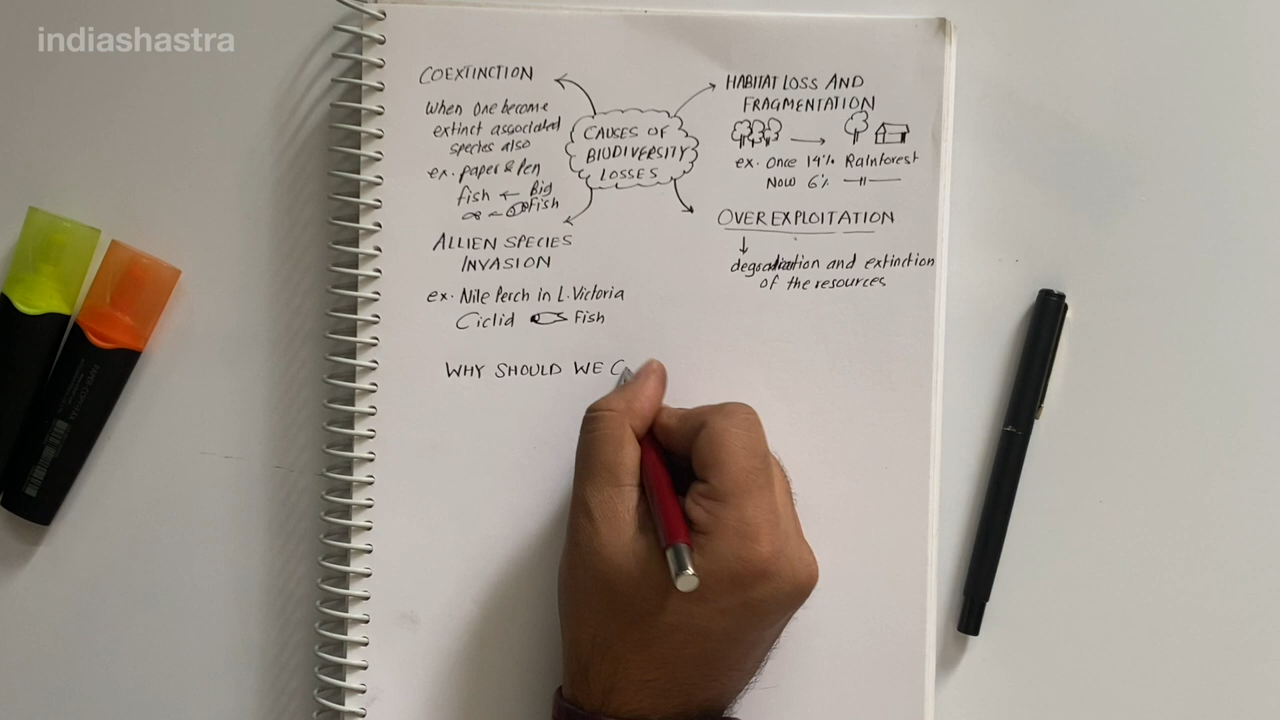 indiashastra
COEXTINCTION
When one become
extinct associated
species also
ex. paper & Pen
fish ← Big
Fish
CAUSES OF
BIODIVERSITY
LOSSES
HABITAT LOSS AND
FRAGMENTATION
ex. Once 14% Rainforest
Now 6% —11—
OVEREXPLOITATION
and extinction
of the resources
ALLIEN SPECIES
INVASION
ex. Nile Perch in L. Victoria
Ciclid Fish
WHY SHOULD WE C